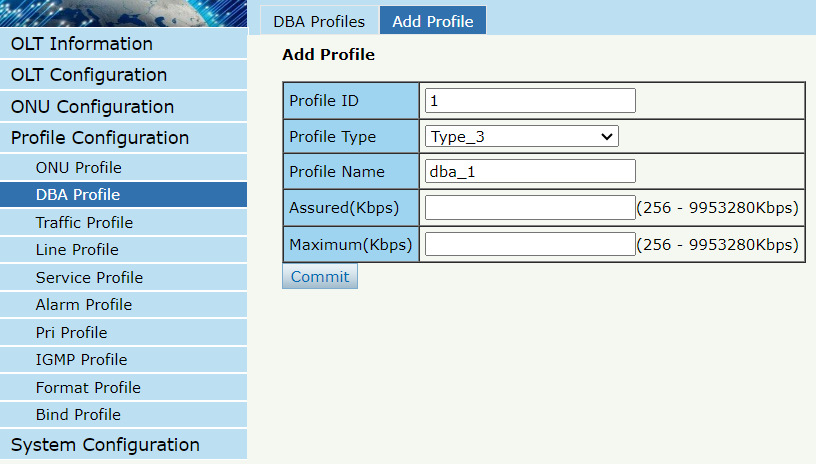 DBA Profiles Add Profile
OLT Information
OLT Configuration
ONU Configuration
Profile Configuration
ONU Profile
DBA Profile
Traffic Profile
Line Profile
Service Profile
Alarm Profile
Pri Profile
IGMP Profile
Format Profile
Bind Profile
System Configuration
Add Profile
Profile ID 1
Profile Type Type_3
Profile Name dba_1
Assured(Kbps) (256 - 9953280Kbps)
Maximum(Kbps) (256 - 9953280Kbps)
Commit